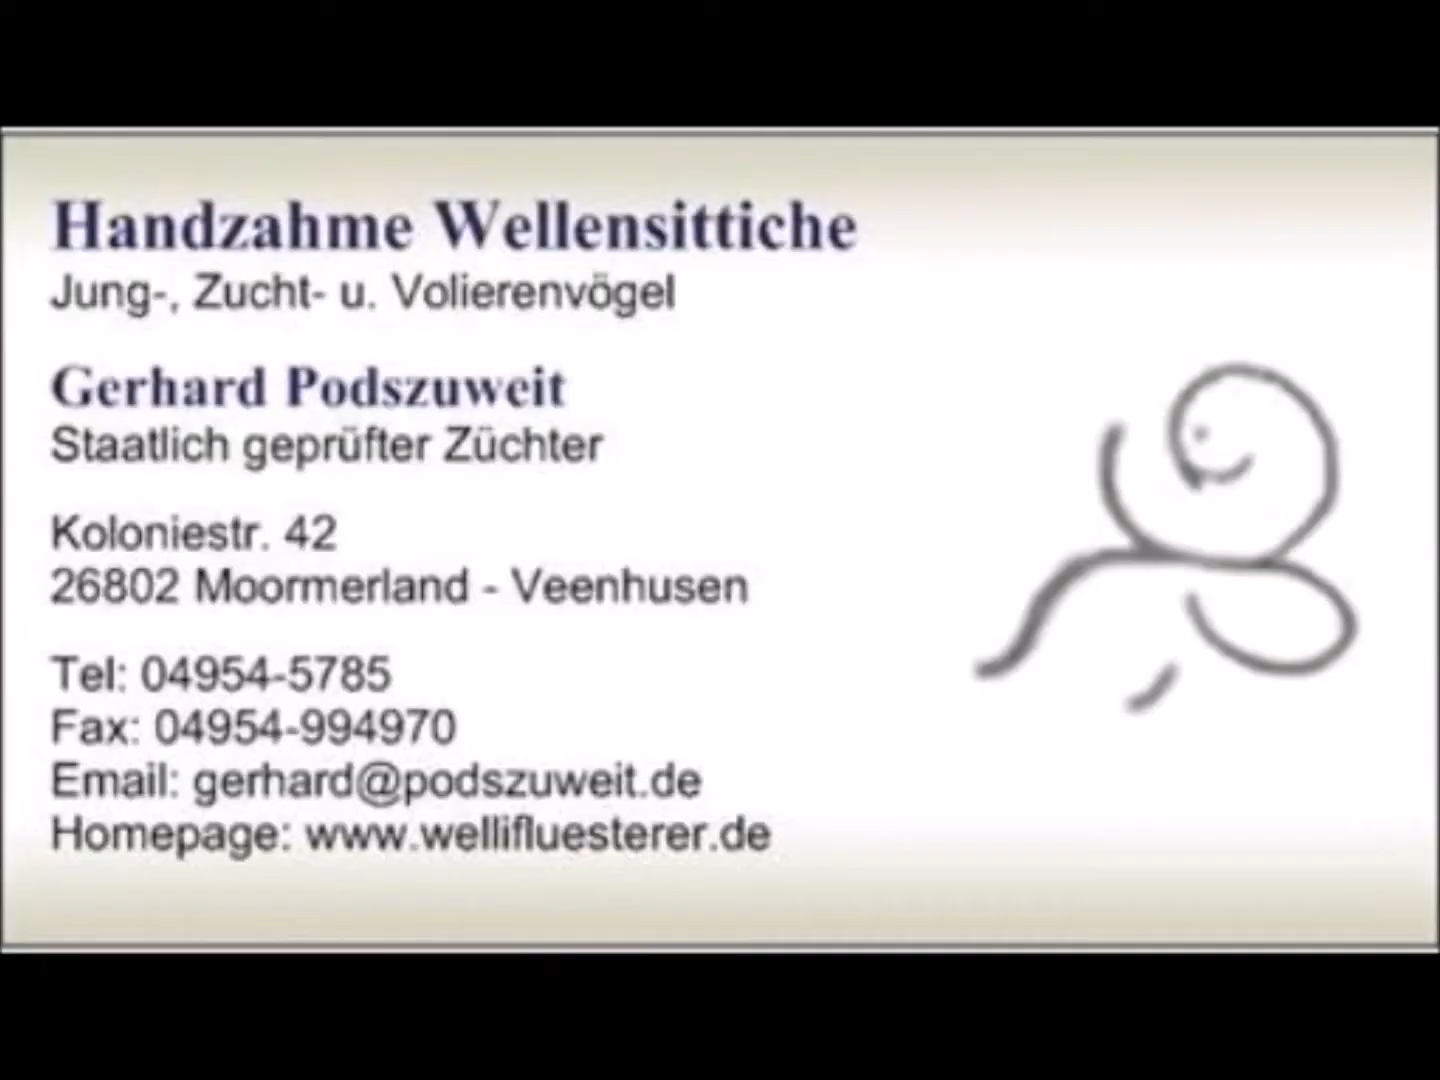 Handzahme Wellensittiche
Jung-, Zucht- u. Volierenvögel
Gerhard Podszuweit
Staatlich geprüfter Züchter
Koloniestr. 42
26802 Moormerland - Veenhusen
Tel: 04954-5785
Fax: 04954-994970
Email: gerhard@podszuweit.de
Homepage: www.wellifluesterer.de